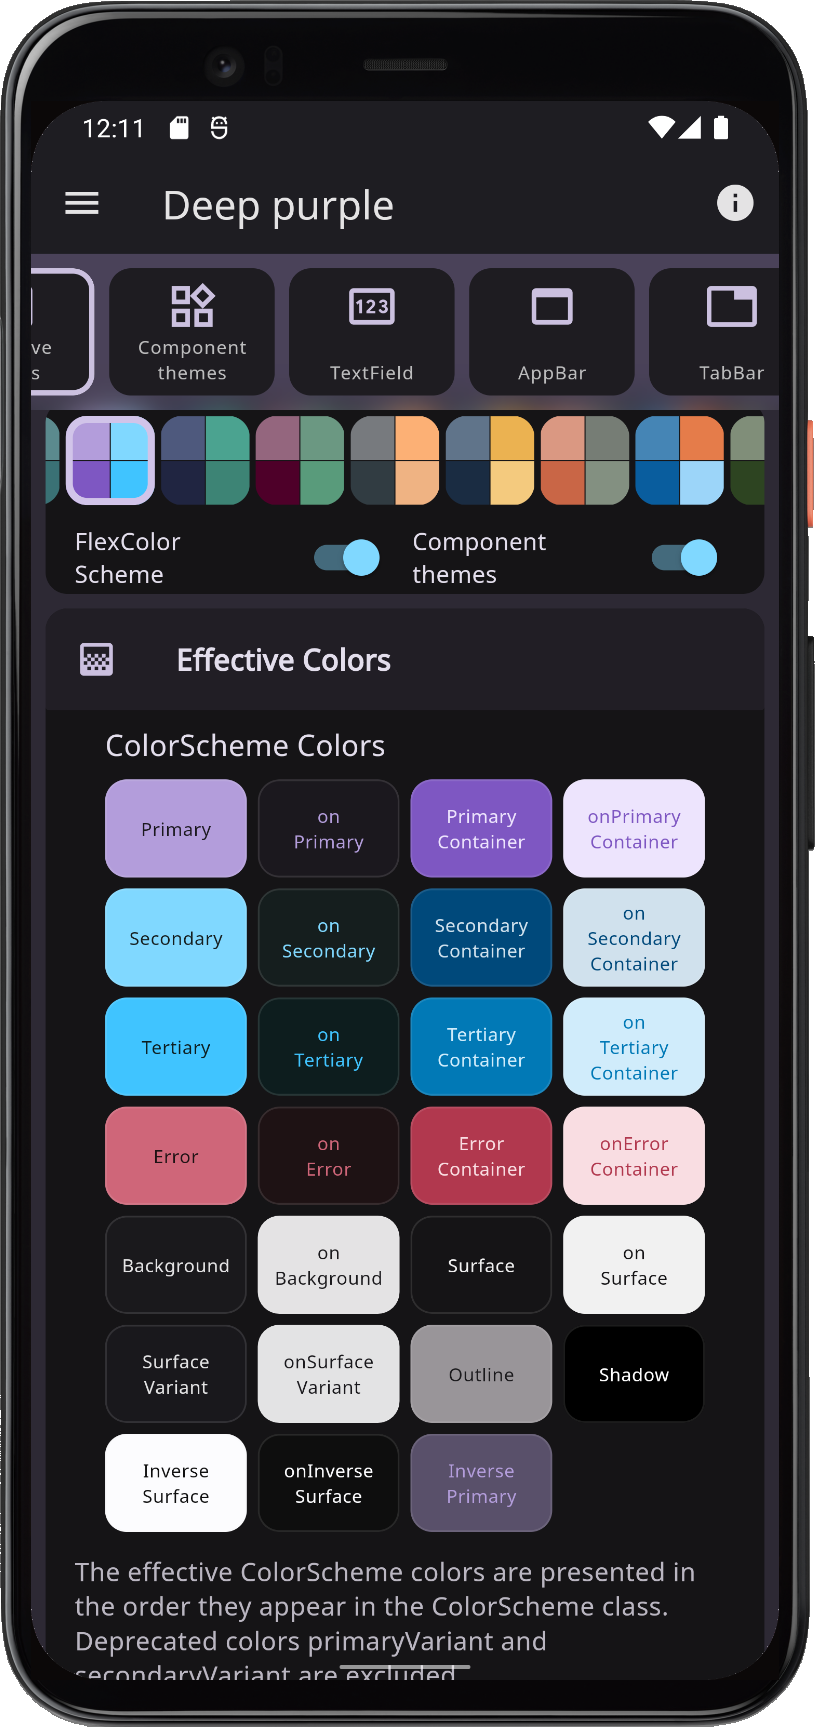 12:11
Deep purple
ve
s
Component
themes
123
TextField
AppBar
TabBar
FlexColor
Scheme
Component
themes
Effective Colors
ColorScheme Colors
Primary
on
Primary
Primary
Container
onPrimary
Container
Secondary
on
Secondary
Secondary
Container
on
Secondary
Container
Tertiary
on
Tertiary
Tertiary
Container
on
Tertiary
Container
Error
on
Error
Error
Container
onError
Container
Background
on
Background
Surface
on
Surface
Surface
Variant
onSurface
Variant
Outline
Shadow
Inverse
Surface
onInverse
Surface
Inverse
Primary
The effective ColorScheme colors are presented in
the order they appear in the ColorScheme class.
Deprecated colors primaryVariant and
secondaryVariant are excluded